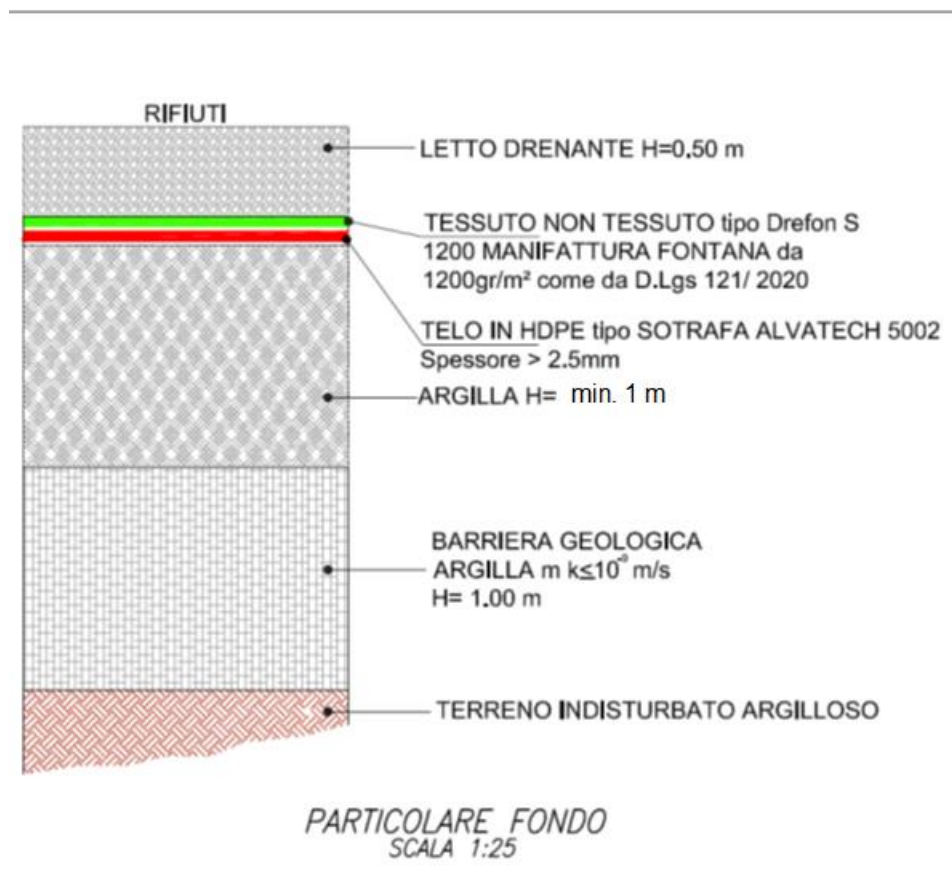 RIFIUTI
LETTO DRENANTE H=0.50 m
TESSUTO NON TESSUTO tipo Drefon S
1200 MANIFATTURA FONTANA da
1200gr/m² come da D.Lgs 121/ 2020
TELO IN HDPE tipo SOTRAFA ALVATECH 5002
Spessore > 2.5mm
ARGILLA H= min. 1 m
BARRIERA GEOLOGICA
ARGILLA m k≤10⁻⁹ m/s
H= 1.00 m
TERRENO INDISTURBATO ARGILLOSO
PARTICOLARE FONDO
SCALA 1:25